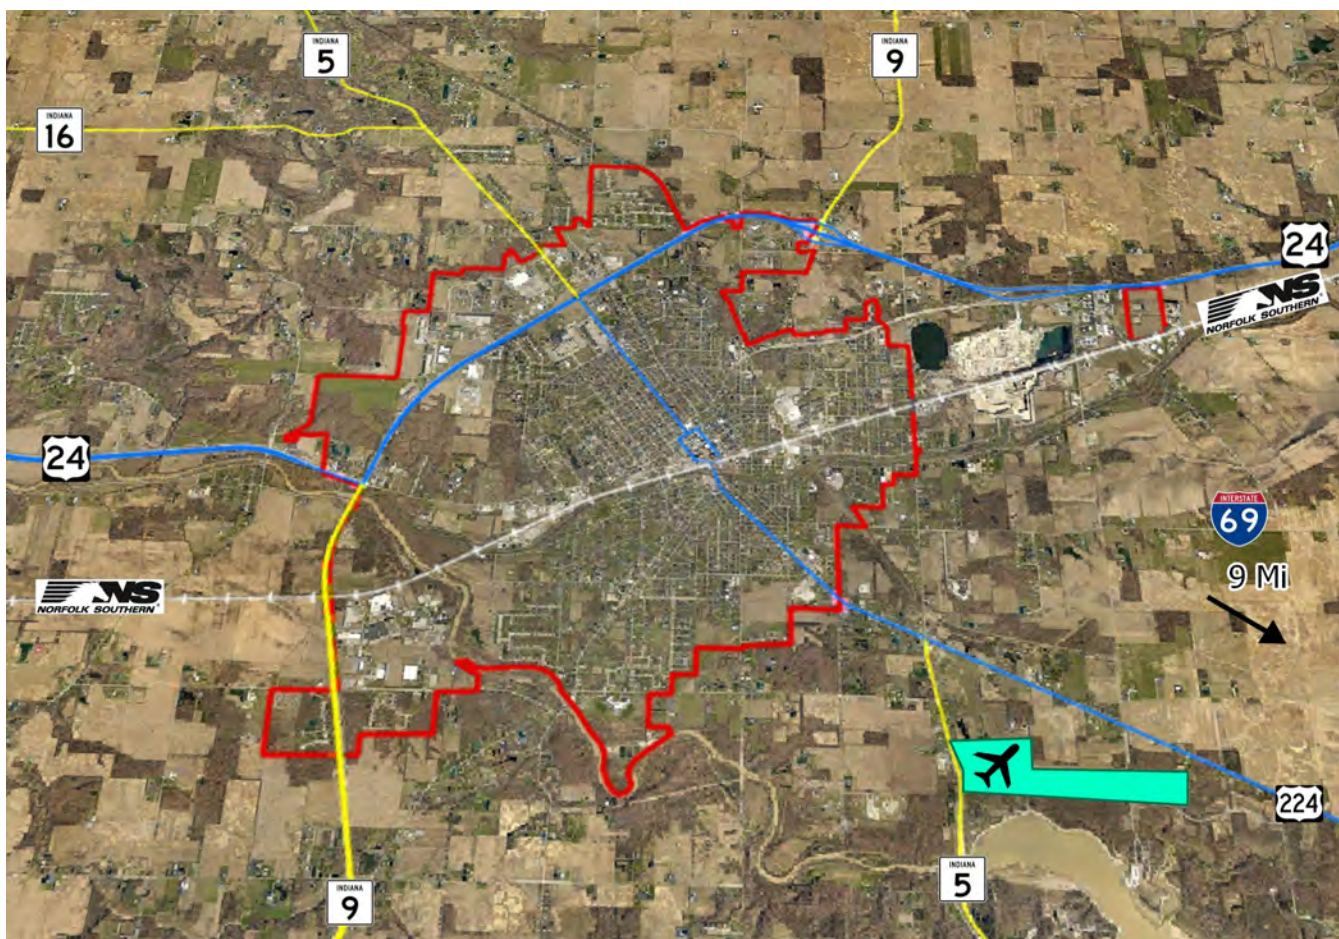 INDIANA
5
INDIANA
9
INDIANA
16
24
NS
NORFOLK SOUTHERN®
24
INTERSTATE
69
9 Mi
NS
NORFOLK SOUTHERN®
224
INDIANA
5
INDIANA
9